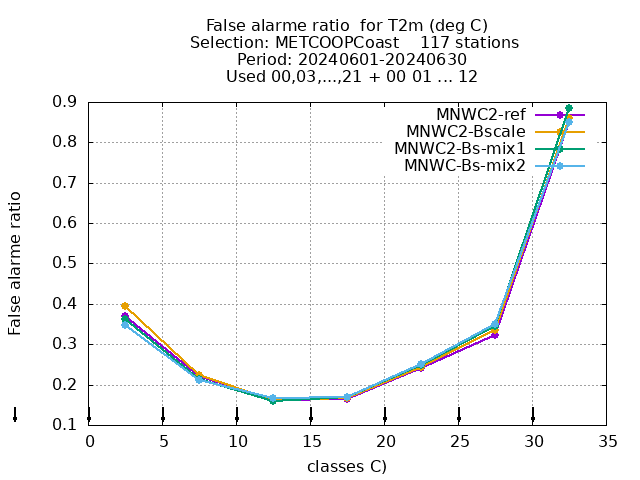 False alarme ratio  for T2m (deg C)
Selection: METCOOPCoast    117 stations
Period: 20240601-20240630
Used 00,03,...,21 + 00 01 ... 12
MNWC2-ref
MNWC2-Bscale
MNWC2-Bs-mix1
MNWC-Bs-mix2
False alarme ratio
0.9
0.8
0.7
0.6
0.5
0.4
0.3
0.2
0.1
0 5 10 15 20 25 30 35
classes C)